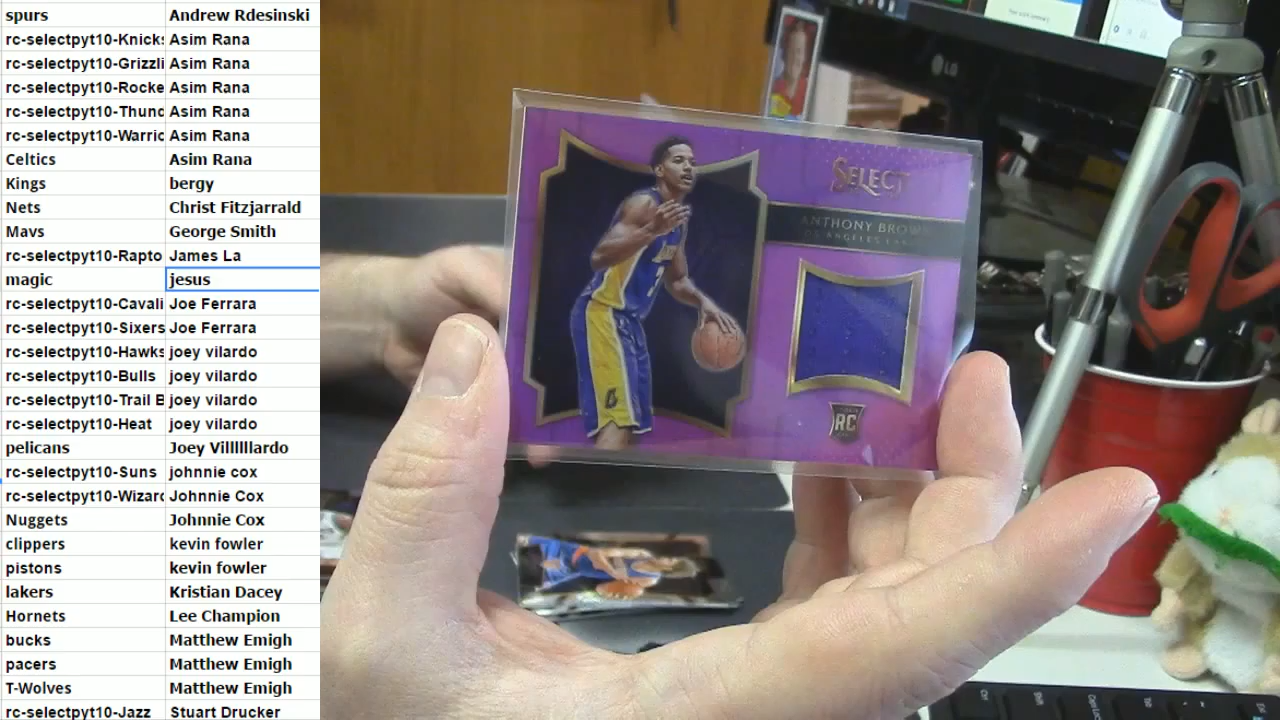 spurs Andrew Rdesinski
rc-selectpyt10-Knicks Asim Rana
rc-selectpyt10-Grizzli Asim Rana
rc-selectpyt10-Rocke Asim Rana
rc-selectpyt10-Thund Asim Rana
rc-selectpyt10-Warric Asim Rana
Celtics Asim Rana
Kings bergy
Nets Christ Fitzjarrald
Mavs George Smith
rc-selectpyt10-Rapto James La
magic jesus
rc-selectpyt10-Cavali Joe Ferrara
rc-selectpyt10-Sixers Joe Ferrara
rc-selectpyt10-Hawks joey vilardo
rc-selectpyt10-Bulls joey vilardo
rc-selectpyt10-Trail B joey vilardo
rc-selectpyt10-Heat joey vilardo
pelicans Joey Villllllardo
rc-selectpyt10-Suns johnnie cox
rc-selectpyt10-Wizarc Johnnie Cox
Nuggets Johnnie Cox
clippers kevin fowler
pistons kevin fowler
lakers Kristian Dacey
Hornets Lee Champion
bucks Matthew Emigh
pacers Matthew Emigh
T-Wolves Matthew Emigh
rc-selectpyt10-Jazz Stuart Drucker
SELECT
ANTHONY BROWN
LOS ANGELES
RC
LG